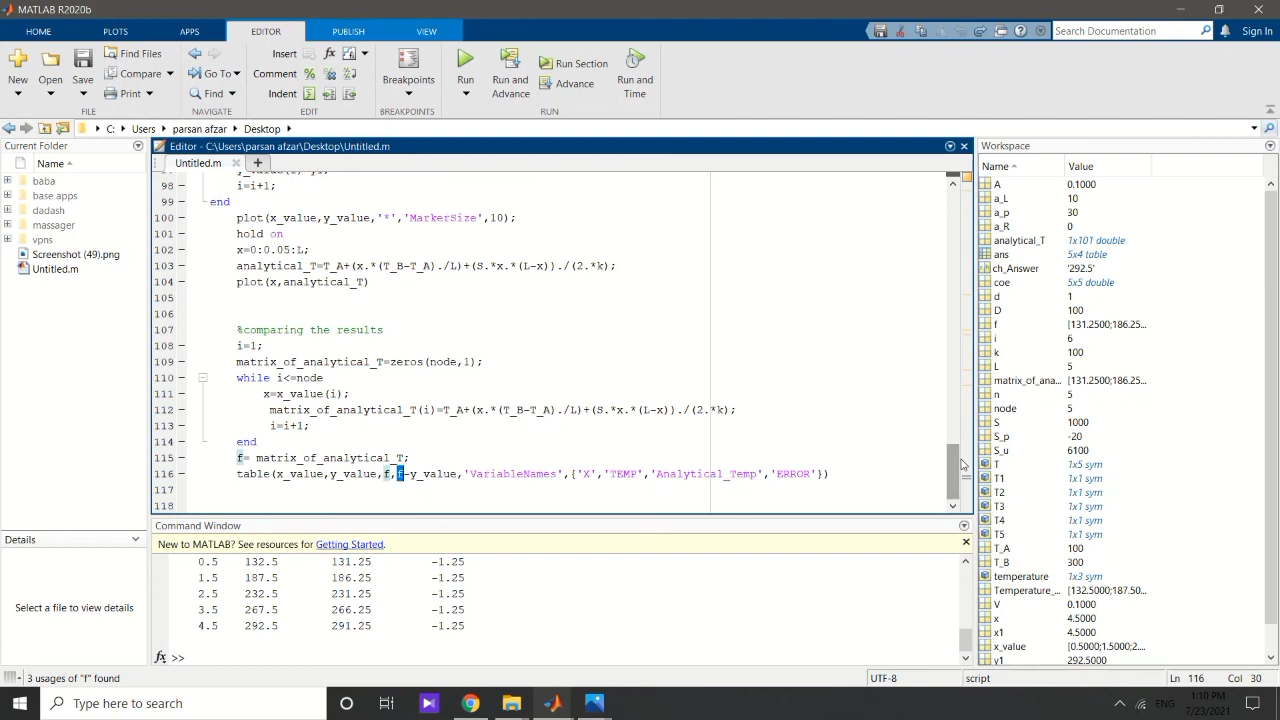 MATLAB R2020b
HOME PLOTS APPS EDITOR PUBLISH VIEW Search Documentation Sign In
New Open Save Find Files Compare Print
Go To Find
Insert fx Comment Indent
Breakpoints
Run Run and Advance Run Section Advance Run and Time
FILE NAVIGATE EDIT BREAKPOINTS RUN
C: Users parsan afzar Desktop
Current Folder
Name
baba
base apps
dadash
massager
vpns
Screenshot (49).png
Untitled.m
Details
Select a file to view details
Editor - C:\Users\parsan afzar\Desktop\Untitled.m
Untitled.m
98 i=i+1;
99 end
100 plot(x_value,y_value,'*','MarkerSize',10);
101 hold on
102 x=0:0.05:L;
103 analytical_T=T_A+(x.*(T_B-T_A)./L)+(S.*x.*(L-x))./(2.*k);
104 plot(x,analytical_T)
105
106
107 %comparing the results
108 i=1;
109 matrix_of_analytical_T=zeros(node,1);
110 while i<=node
111 x=x_value(i);
112 matrix_of_analytical_T(i)=T_A+(x.*(T_B-T_A)./L)+(S.*x.*(L-x))./(2.*k);
113 i=i+1;
114 end
115 f= matrix_of_analytical_T;
116 table(x_value,y_value,f,f-y_value,'VariableNames',{'X','TEMP','Analytical_Temp','ERROR'})
117
118
Command Window
New to MATLAB? See resources for Getting Started.
0.5 132.5 131.25 -1.25
1.5 187.5 186.25 -1.25
2.5 232.5 231.25 -1.25
3.5 267.5 266.25 -1.25
4.5 292.5 291.25 -1.25
fx >>
Workspace
Name Value
A 0.1000
a_L 10
a_p 30
a_R 0
analytical_T 1x101 double
ans 5x4 table
ch_Answer '292.5'
coe 5x5 double
d 1
D 100
f [131.2500;186.25...
i 6
k 100
L 5
matrix_of_ana... [131.2500;186.25...
n 5
node 5
S 1000
S_p -20
S_u 6100
T 1x5 sym
T1 1x1 sym
T2 1x1 sym
T3 1x1 sym
T4 1x1 sym
T5 1x1 sym
T_A 100
T_B 300
temperature 1x3 sym
Temperature_... [132.5000;187.50...
V 0.1000
x 4.5000
x1 4.5000
x_value [0.5000;1.5000;2....
y1 292.5000
3 usages of "f" found UTF-8 script Ln 116 Col 30
Type here to search ENG 1:10 PM
7/23/2021